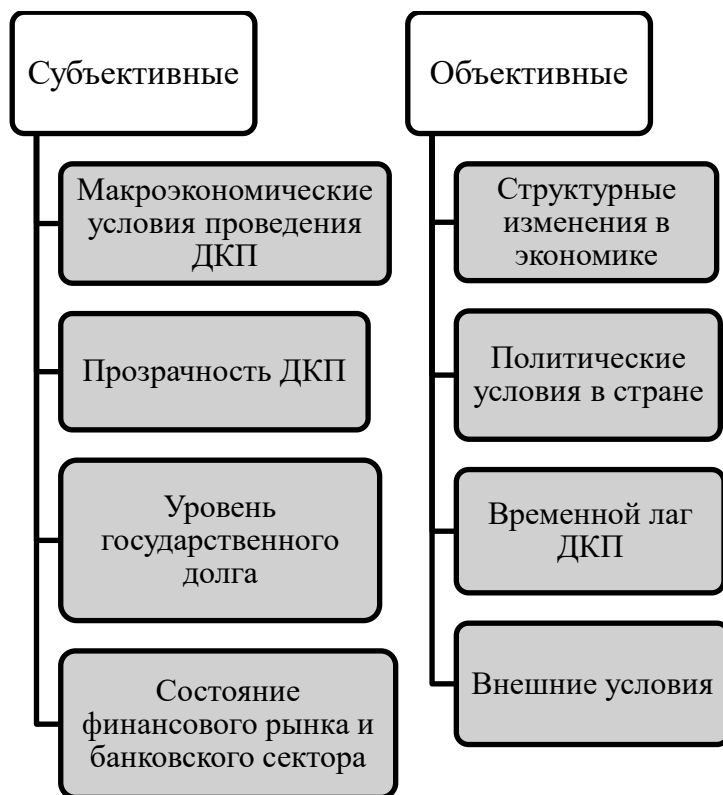 Субъективные
Макроэкономические
условия проведения
ДКП
Прозрачность ДКП
Уровень
государственного
долга
Состояние
финансового рынка и
банковского сектора
Объективные
Структурные
изменения в
экономике
Политические
условия в стране
Временной лаг
ДКП
Внешние условия